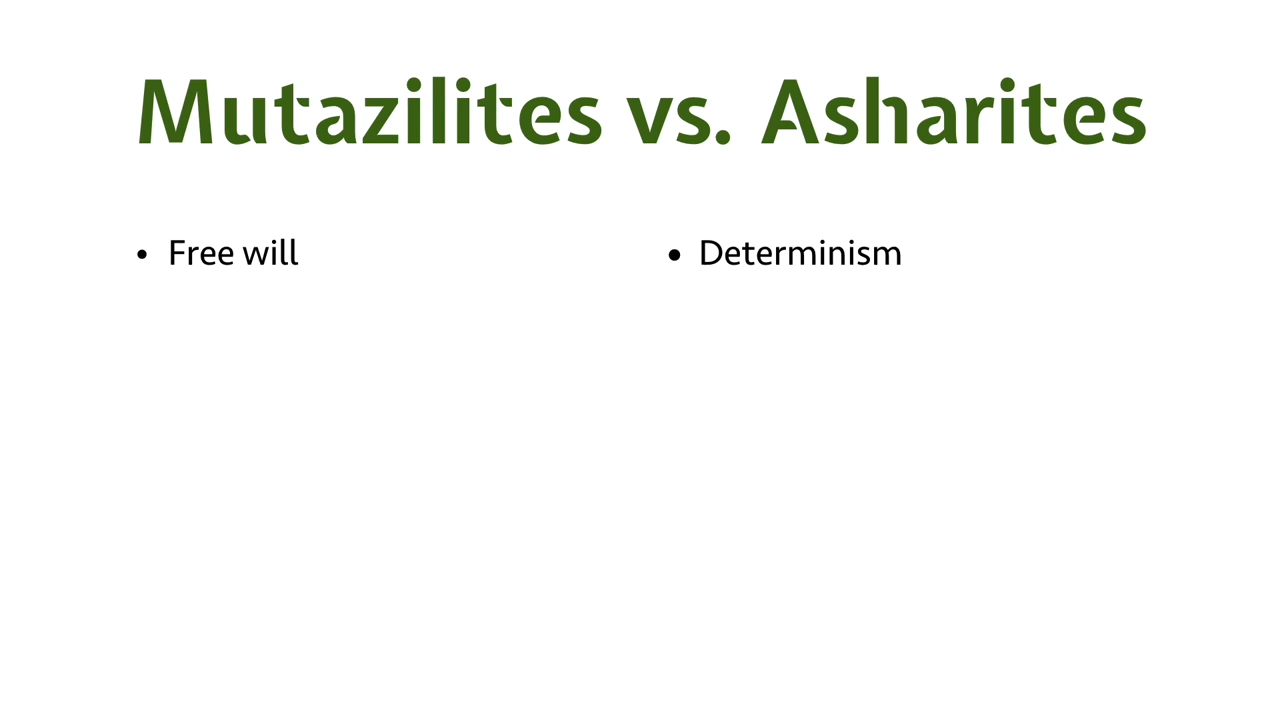 Mutazilites vs. Asharites
• Free will
• Determinism